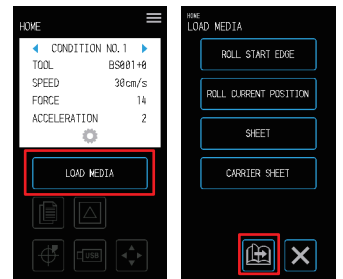 HOME
CONDITION NO.1
TOOL BS001+0
SPEED 30cm/s
FORCE 14
ACCELERATION 2
LOAD MEDIA
USB
HOME
LOAD MEDIA
ROLL START EDGE
ROLL CURRENT POSITION
SHEET
CARRIER SHEET